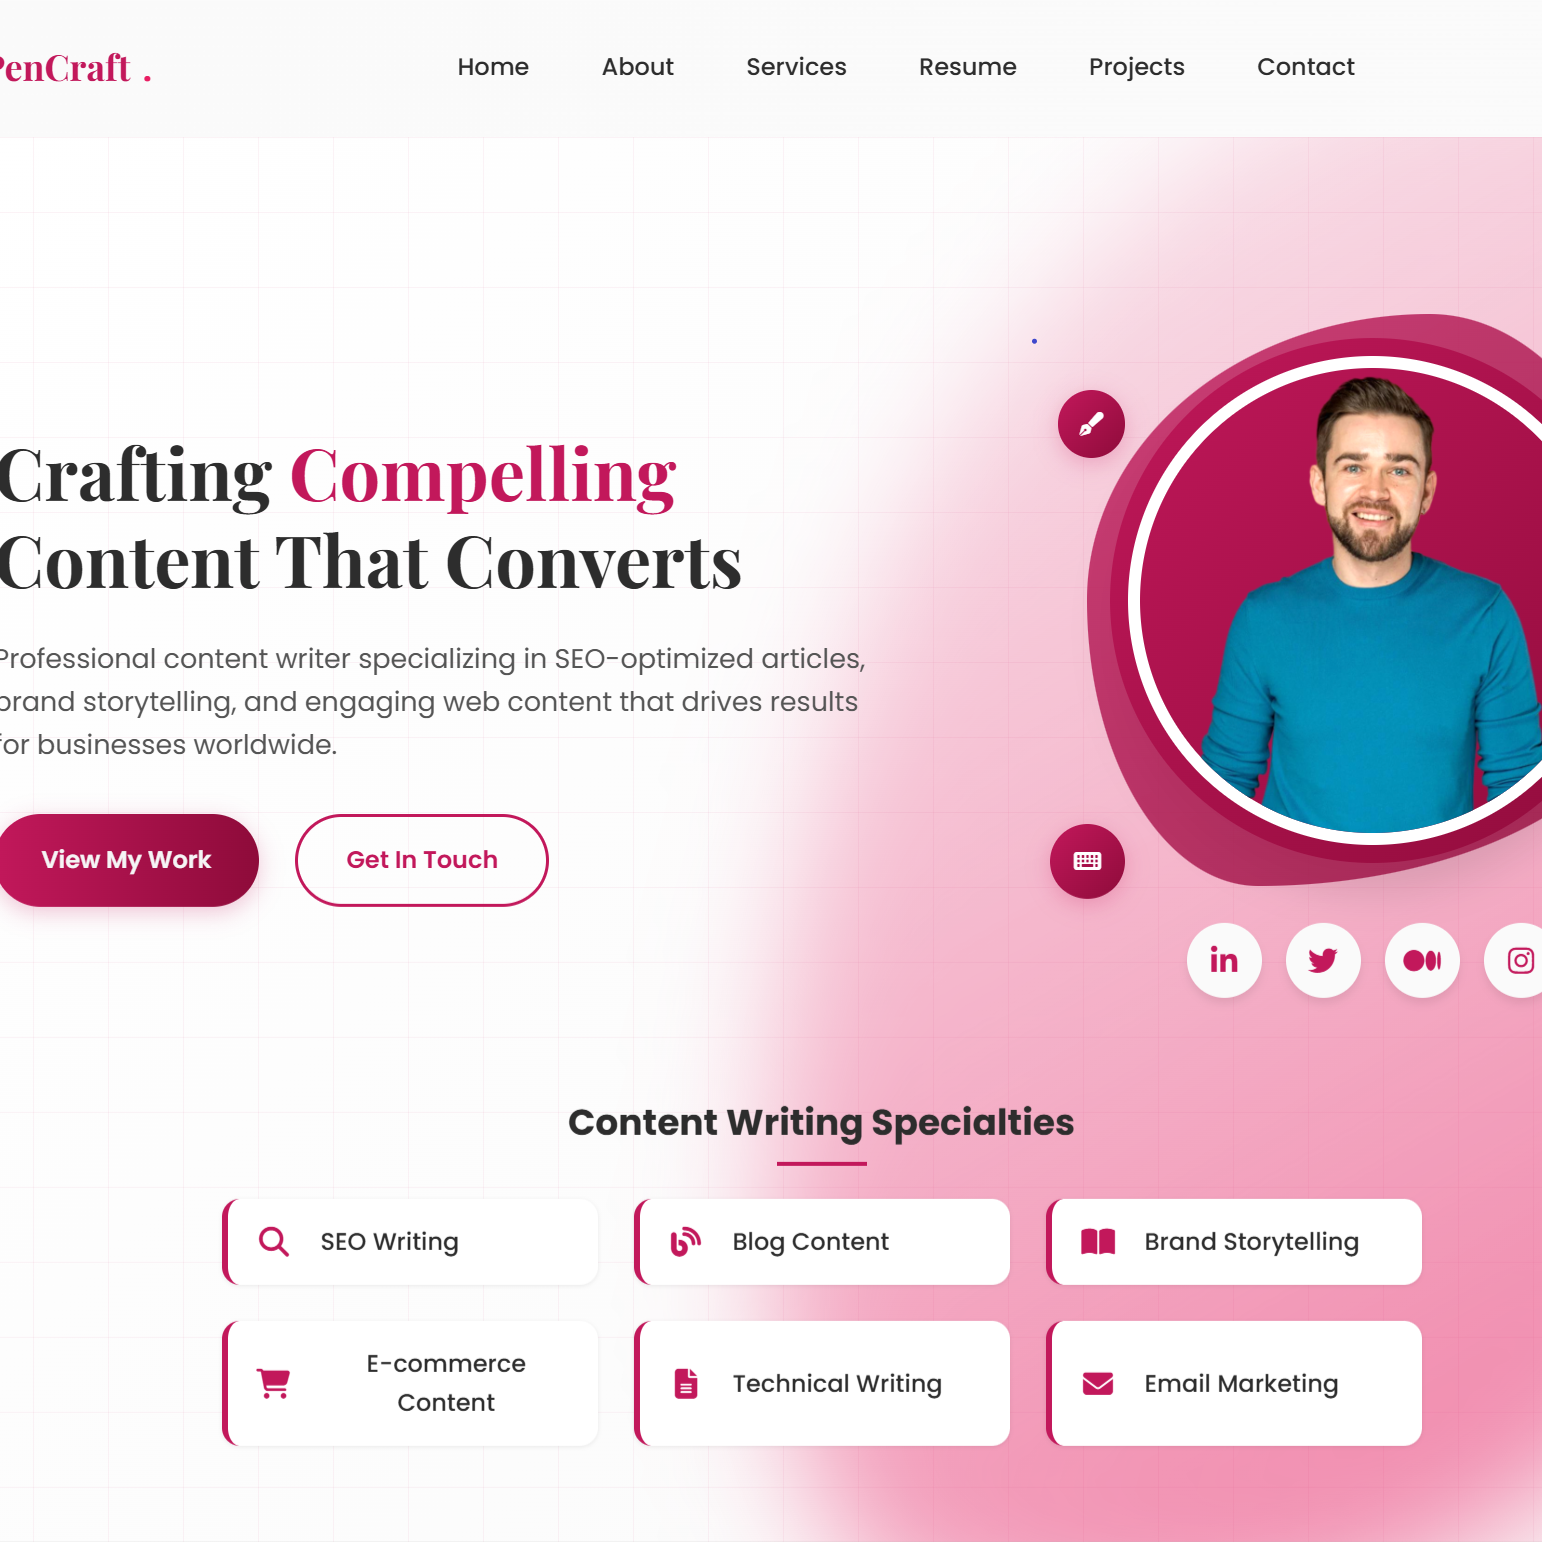 PenCraft .
Home About Services Resume Projects Contact
Crafting Compelling
Content That Converts
Professional content writer specializing in SEO-optimized articles,
brand storytelling, and engaging web content that drives results
for businesses worldwide.
View My Work Get In Touch
in
Content Writing Specialties
SEO Writing
Blog Content
Brand Storytelling
E-commerce
Content
Technical Writing
Email Marketing